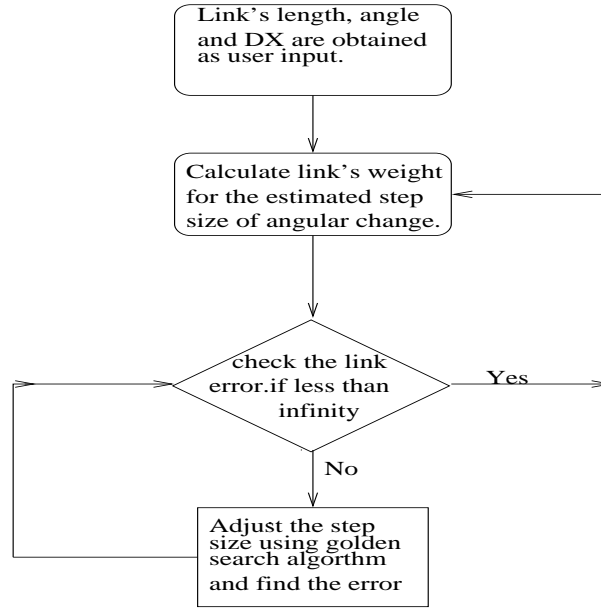 Link's length, angle
and DX are obtained
as user input.
Calculate link's weight
for the estimated step
size of angular change.
check the link
error.if less than
infinity
Yes
No
Adjust the step
size using golden
search algorthm
and find the error